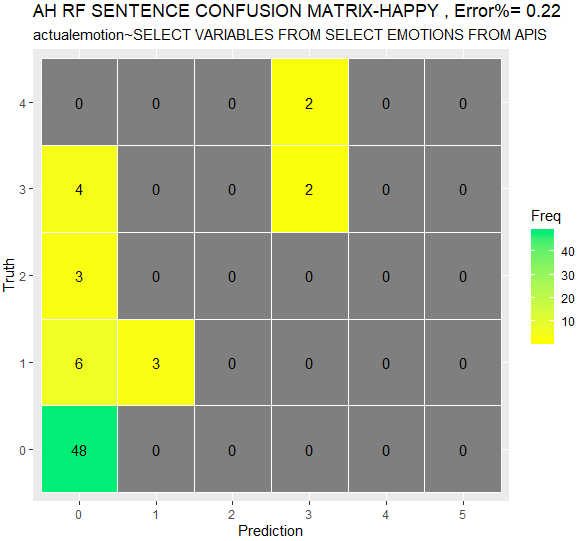 AH RF SENTENCE CONFUSION MATRIX-HAPPY , Error%= 0.22
actualemotion~SELECT VARIABLES FROM SELECT EMOTIONS FROM APIS
4 0 0 0 2 0 0
3 4 0 0 2 0 0
2 3 0 0 0 0 0
1 6 3 0 0 0 0
0 48 0 0 0 0 0
0 1 2 3 4 5
Prediction
Truth
Freq
40
30
20
10